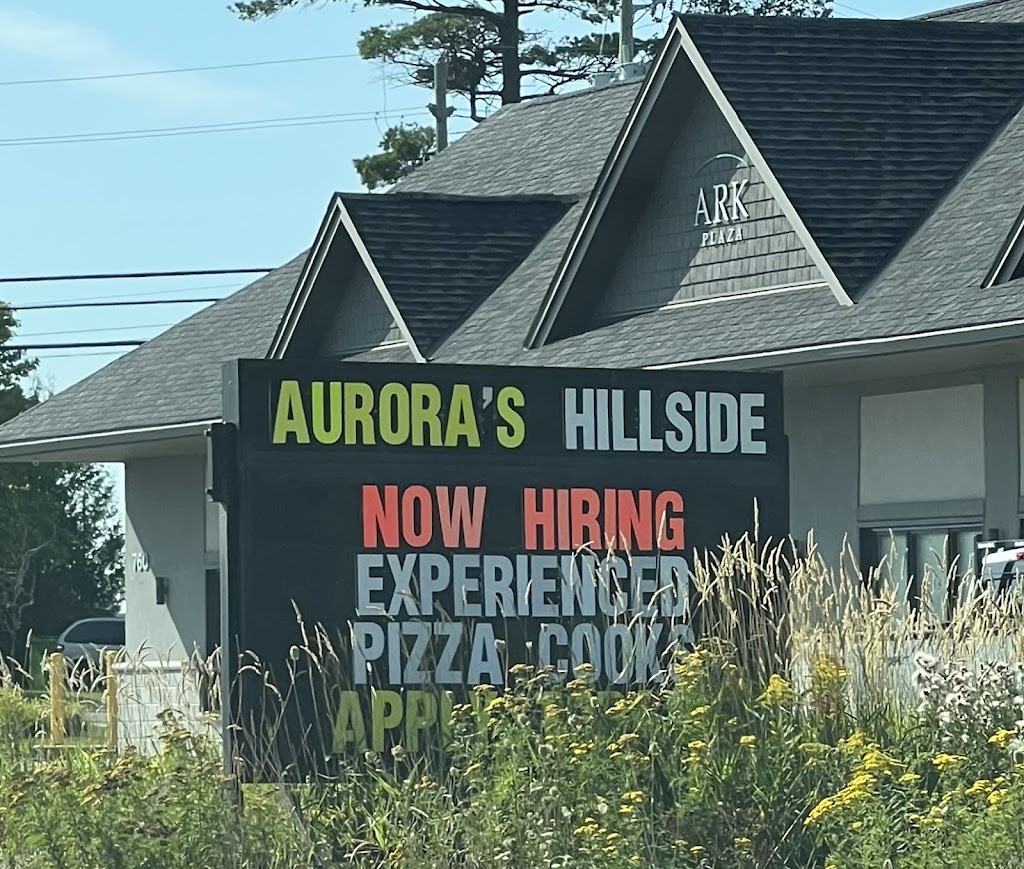 ARK
PLAZA
AURORA'S HILLSIDE
NOW HIRING
EXPERIENCED
PIZZA COOKS